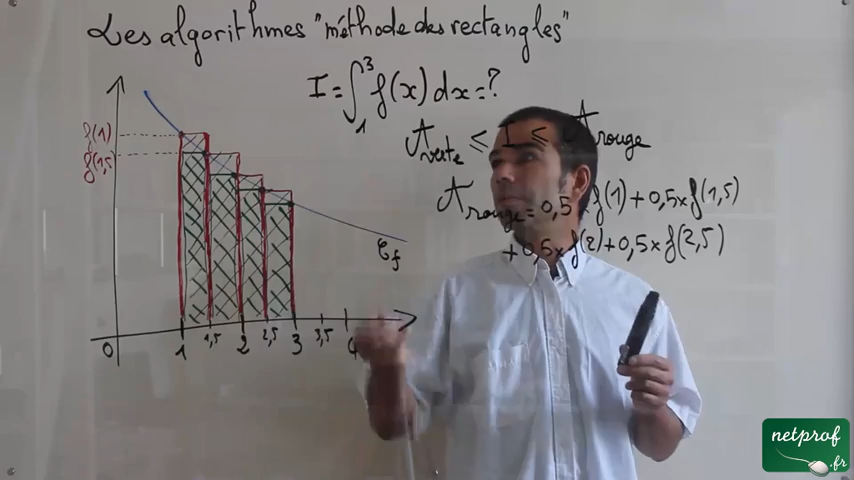 Les algorithmes "méthode des rectangles"
I = ∫₁³ f(x) dx = ?
A verte ≤ I ≤ A rouge
A rouge = 0,5 f(1) + 0,5 x f(1,5)
+ 0,5 x f(2) + 0,5 x f(2,5)
f(1)
f(1,5)
C f
0 1 1,5 2 2,5 3 3,5 4
netprof
.fr